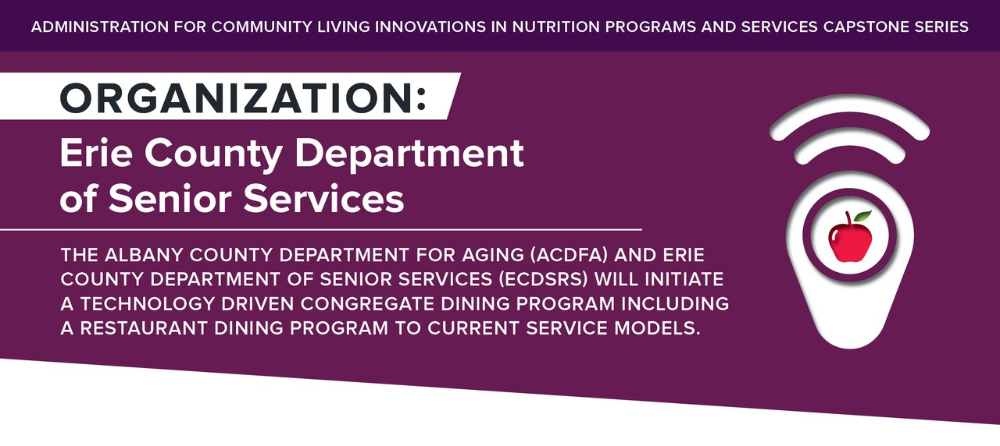 ADMINISTRATION FOR COMMUNITY LIVING INNOVATIONS IN NUTRITION PROGRAMS AND SERVICES CAPSTONE SERIES
ORGANIZATION:
Erie County Department
of Senior Services
THE ALBANY COUNTY DEPARTMENT FOR AGING (ACDFA) AND ERIE
COUNTY DEPARTMENT OF SENIOR SERVICES (ECDSRS) WILL INITIATE
A TECHNOLOGY DRIVEN CONGREGATE DINING PROGRAM INCLUDING
A RESTAURANT DINING PROGRAM TO CURRENT SERVICE MODELS.